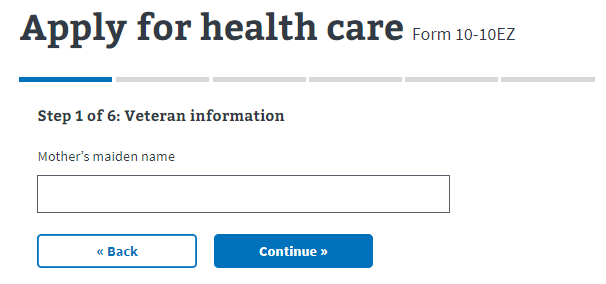 Apply for health care Form 10-10EZ
Step 1 of 6: Veteran information
Mother's maiden name
« Back
Continue »